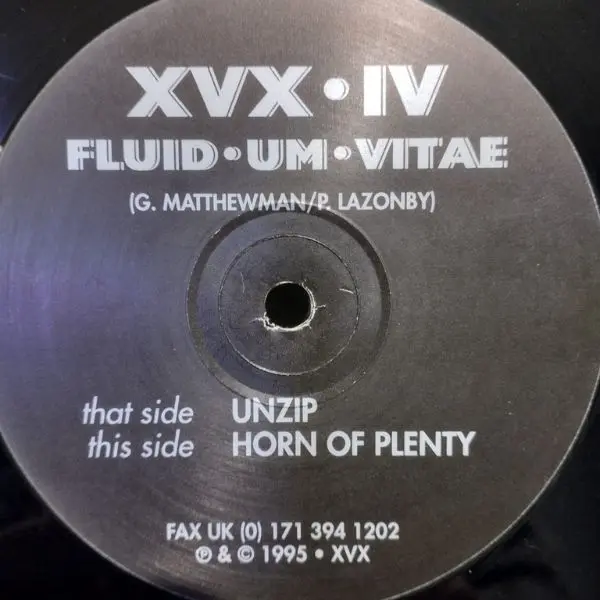 XVX•IV
FLUID•UM•VITAE
(G. MATTHEWMAN/P. LAZONBY)
that side UNZIP
this side HORN OF PLENTY
FAX UK (0) 171 394 1202
℗ & © 1995 • XVX